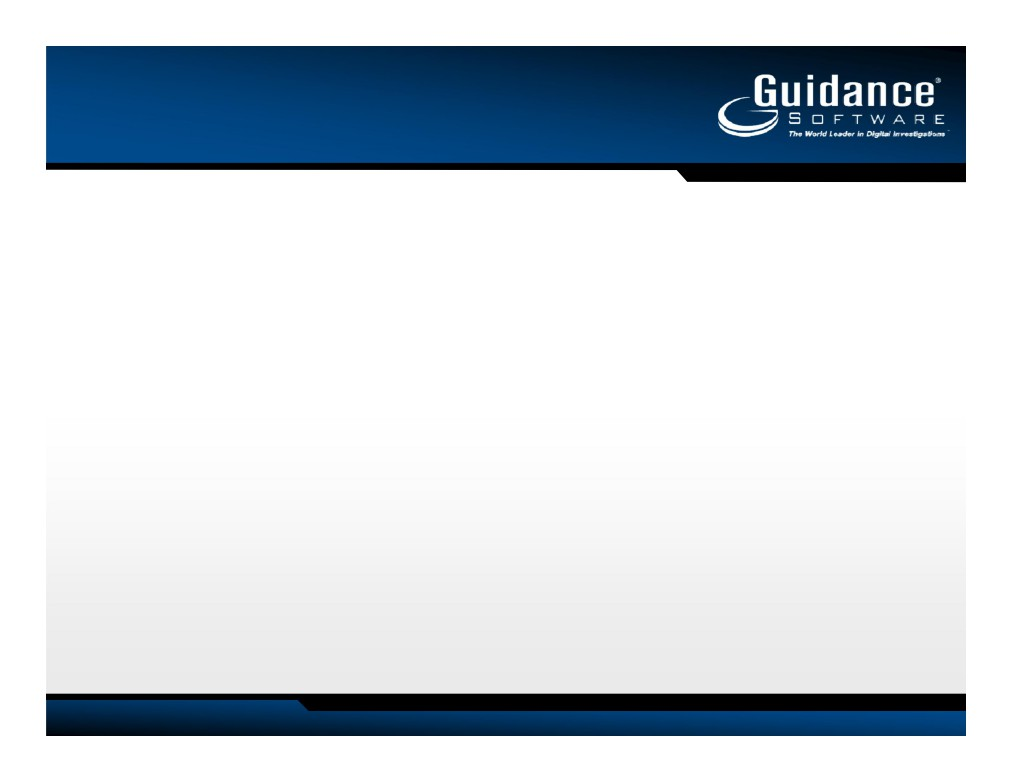 Guidance®
SOFTWARE
The World Leader in Digital Investigations